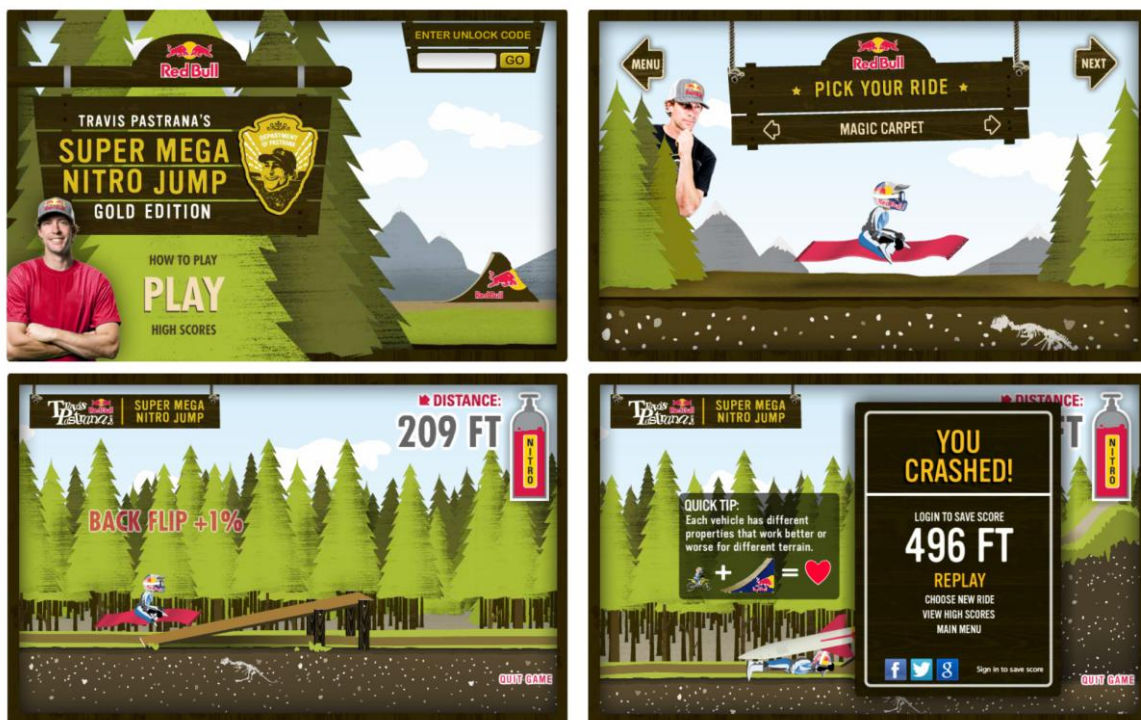 ENTER UNLOCK CODE
GO
Red Bull
TRAVIS PASTRANA'S
SUPER MEGA
NITRO JUMP
GOLD EDITION
DEPARTMENT
OF PASTRANA
HOW TO PLAY
PLAY
HIGH SCORES
Red Bull
MENU
Red Bull
NEXT
PICK YOUR RIDE
MAGIC CARPET
Travis
Pastrana's
Red Bull
SUPER MEGA
NITRO JUMP
DISTANCE:
209 FT
NITRO
BACK FLIP +1%
QUIT GAME
Travis
Pastrana's
Red Bull
SUPER MEGA
NITRO JUMP
DISTANCE:
FT
NITRO
YOU
CRASHED!
QUICK TIP:
Each vehicle has different
properties that work better or
worse for different terrain.
+ =
LOGIN TO SAVE SCORE
496 FT
REPLAY
CHOOSE NEW RIDE
VIEW HIGH SCORES
MAIN MENU
f
g
Sign in to save score
QUIT GAME